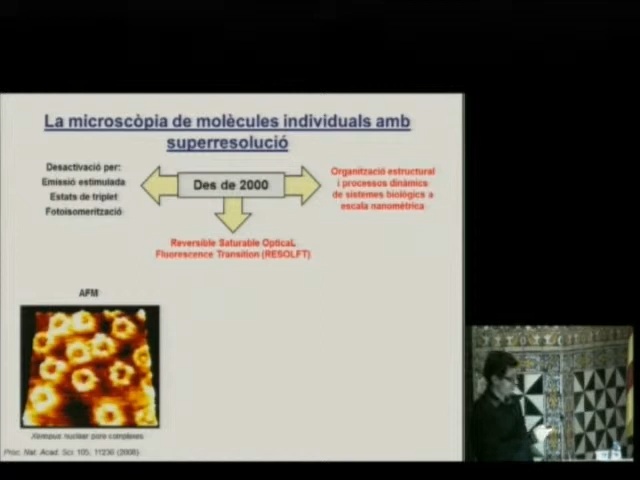 La microscòpia de molècules individuals amb
superresolució
Desactivació per:
Emissió estimulada
Estats de triplet
Fotoisomerització
Des de 2000
Organització estructural
i processos dinàmics
de sistemes biològics a
escala nanomètrica
Reversible Saturable OpticaL
Fluorescence Transition (RESOLFT)
AFM
Xenopus nuclear pore complexes
Proc. Nat. Acad. Sci. 105, 11236 (2008)